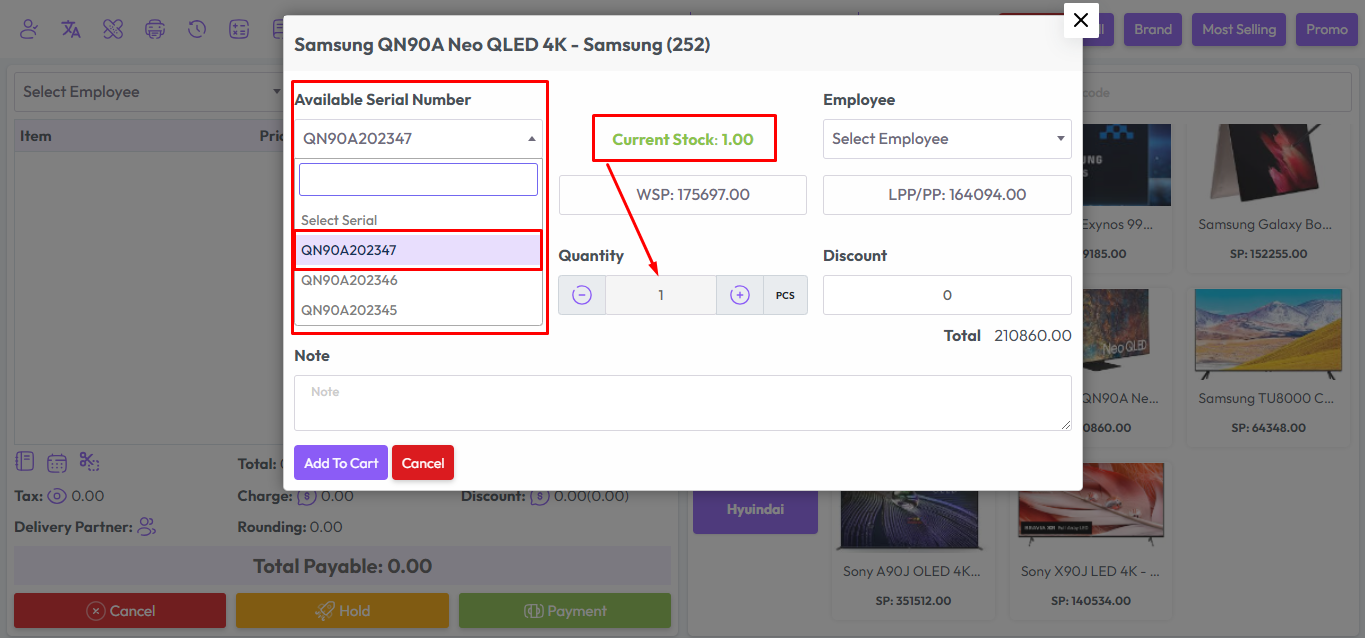 Brand
Most Selling
Promo
Samsung QN90A Neo QLED 4K - Samsung (252)
Select Employee
Item
Available Serial Number
QN90A202347
Select Serial
QN90A202347
QN90A202346
QN90A202345
Current Stock: 1.00
Employee
Select Employee
WSP: 175697.00
LPP/PP: 164094.00
Quantity
1
PCS
Discount
0
Total 210860.00
Note
Note
Add To Cart
Cancel
code
Exynos 99...
9185.00
Samsung Galaxy Bo...
SP: 152255.00
Neo QLED
QN90A Ne...
0860.00
Samsung TU8000 C...
SP: 64348.00
Total:
Tax: 0.00
Charge: 0.00
Discount: 0.00(0.00)
Delivery Partner:
Rounding: 0.00
Total Payable: 0.00
Cancel
Hold
Payment
Hyuindai
Sony A90J OLED 4K...
SP: 351512.00
Sony X90J LED 4K - ...
SP: 140534.00